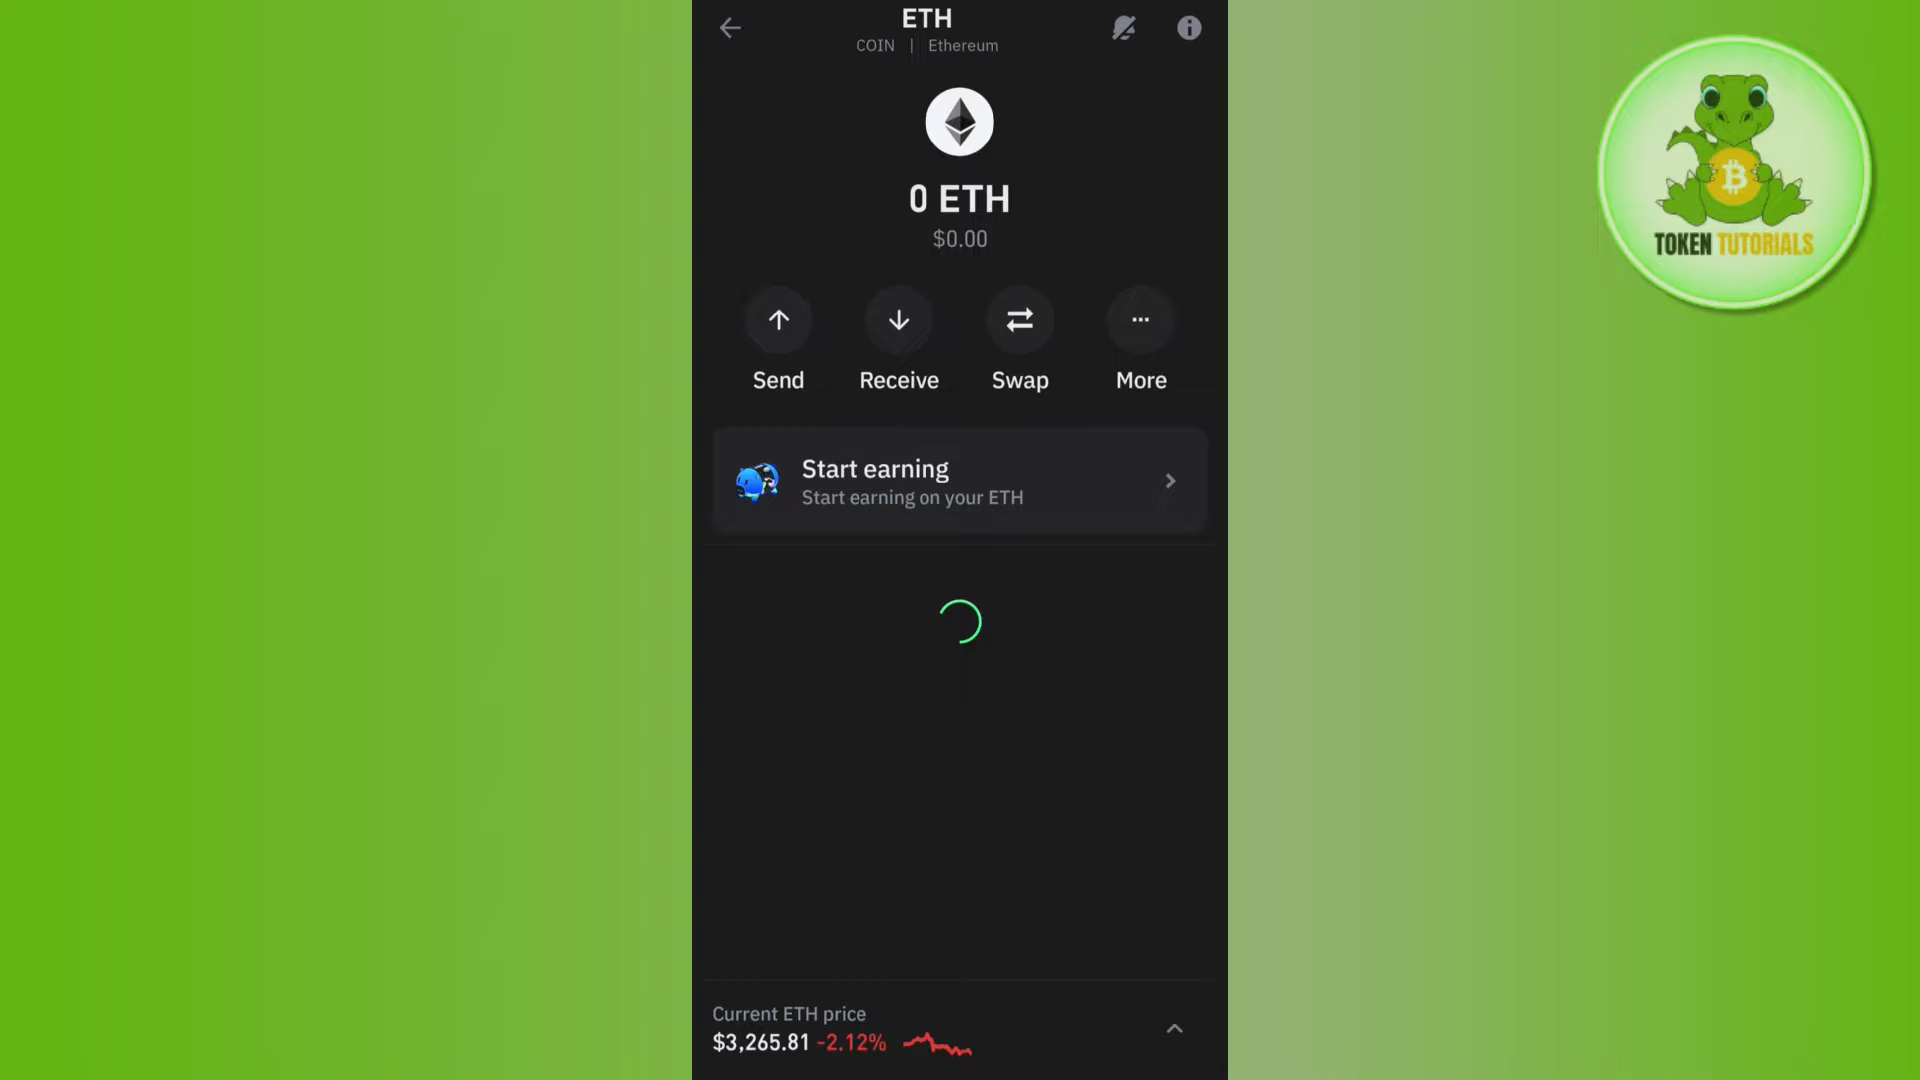 ETH
COIN | Ethereum
0 ETH
$0.00
Send
Receive
Swap
More
Start earning
Start earning on your ETH
Current ETH price
$3,265.81 -2.12%
TOKEN TUTORIALS